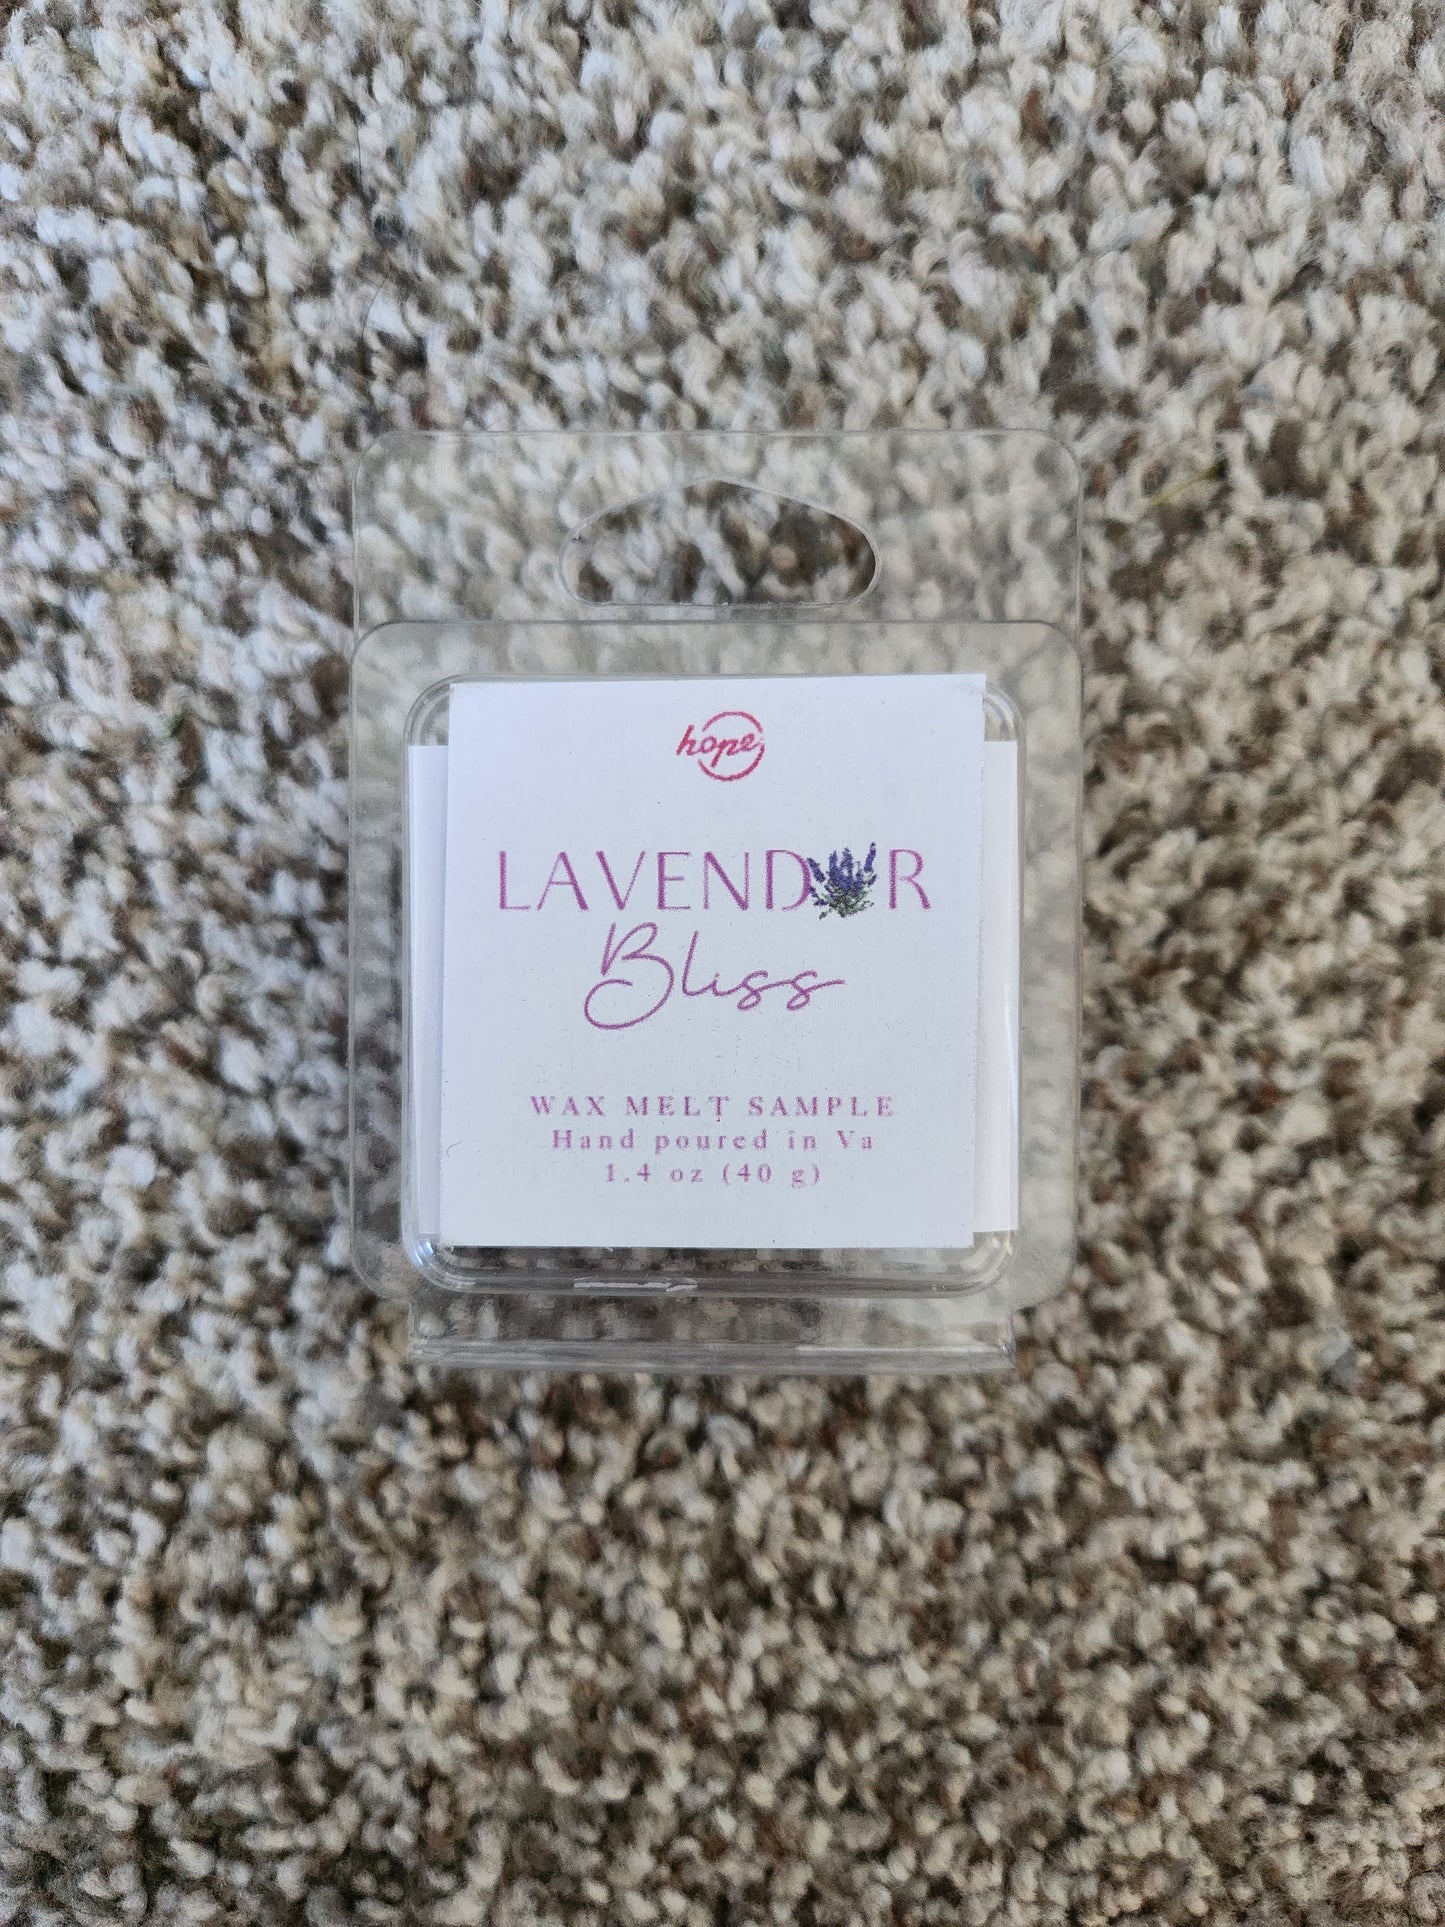 hope
LAVENDER
Bliss
WAX MELT SAMPLE
Hand poured in Va
1.4 oz (40 g)